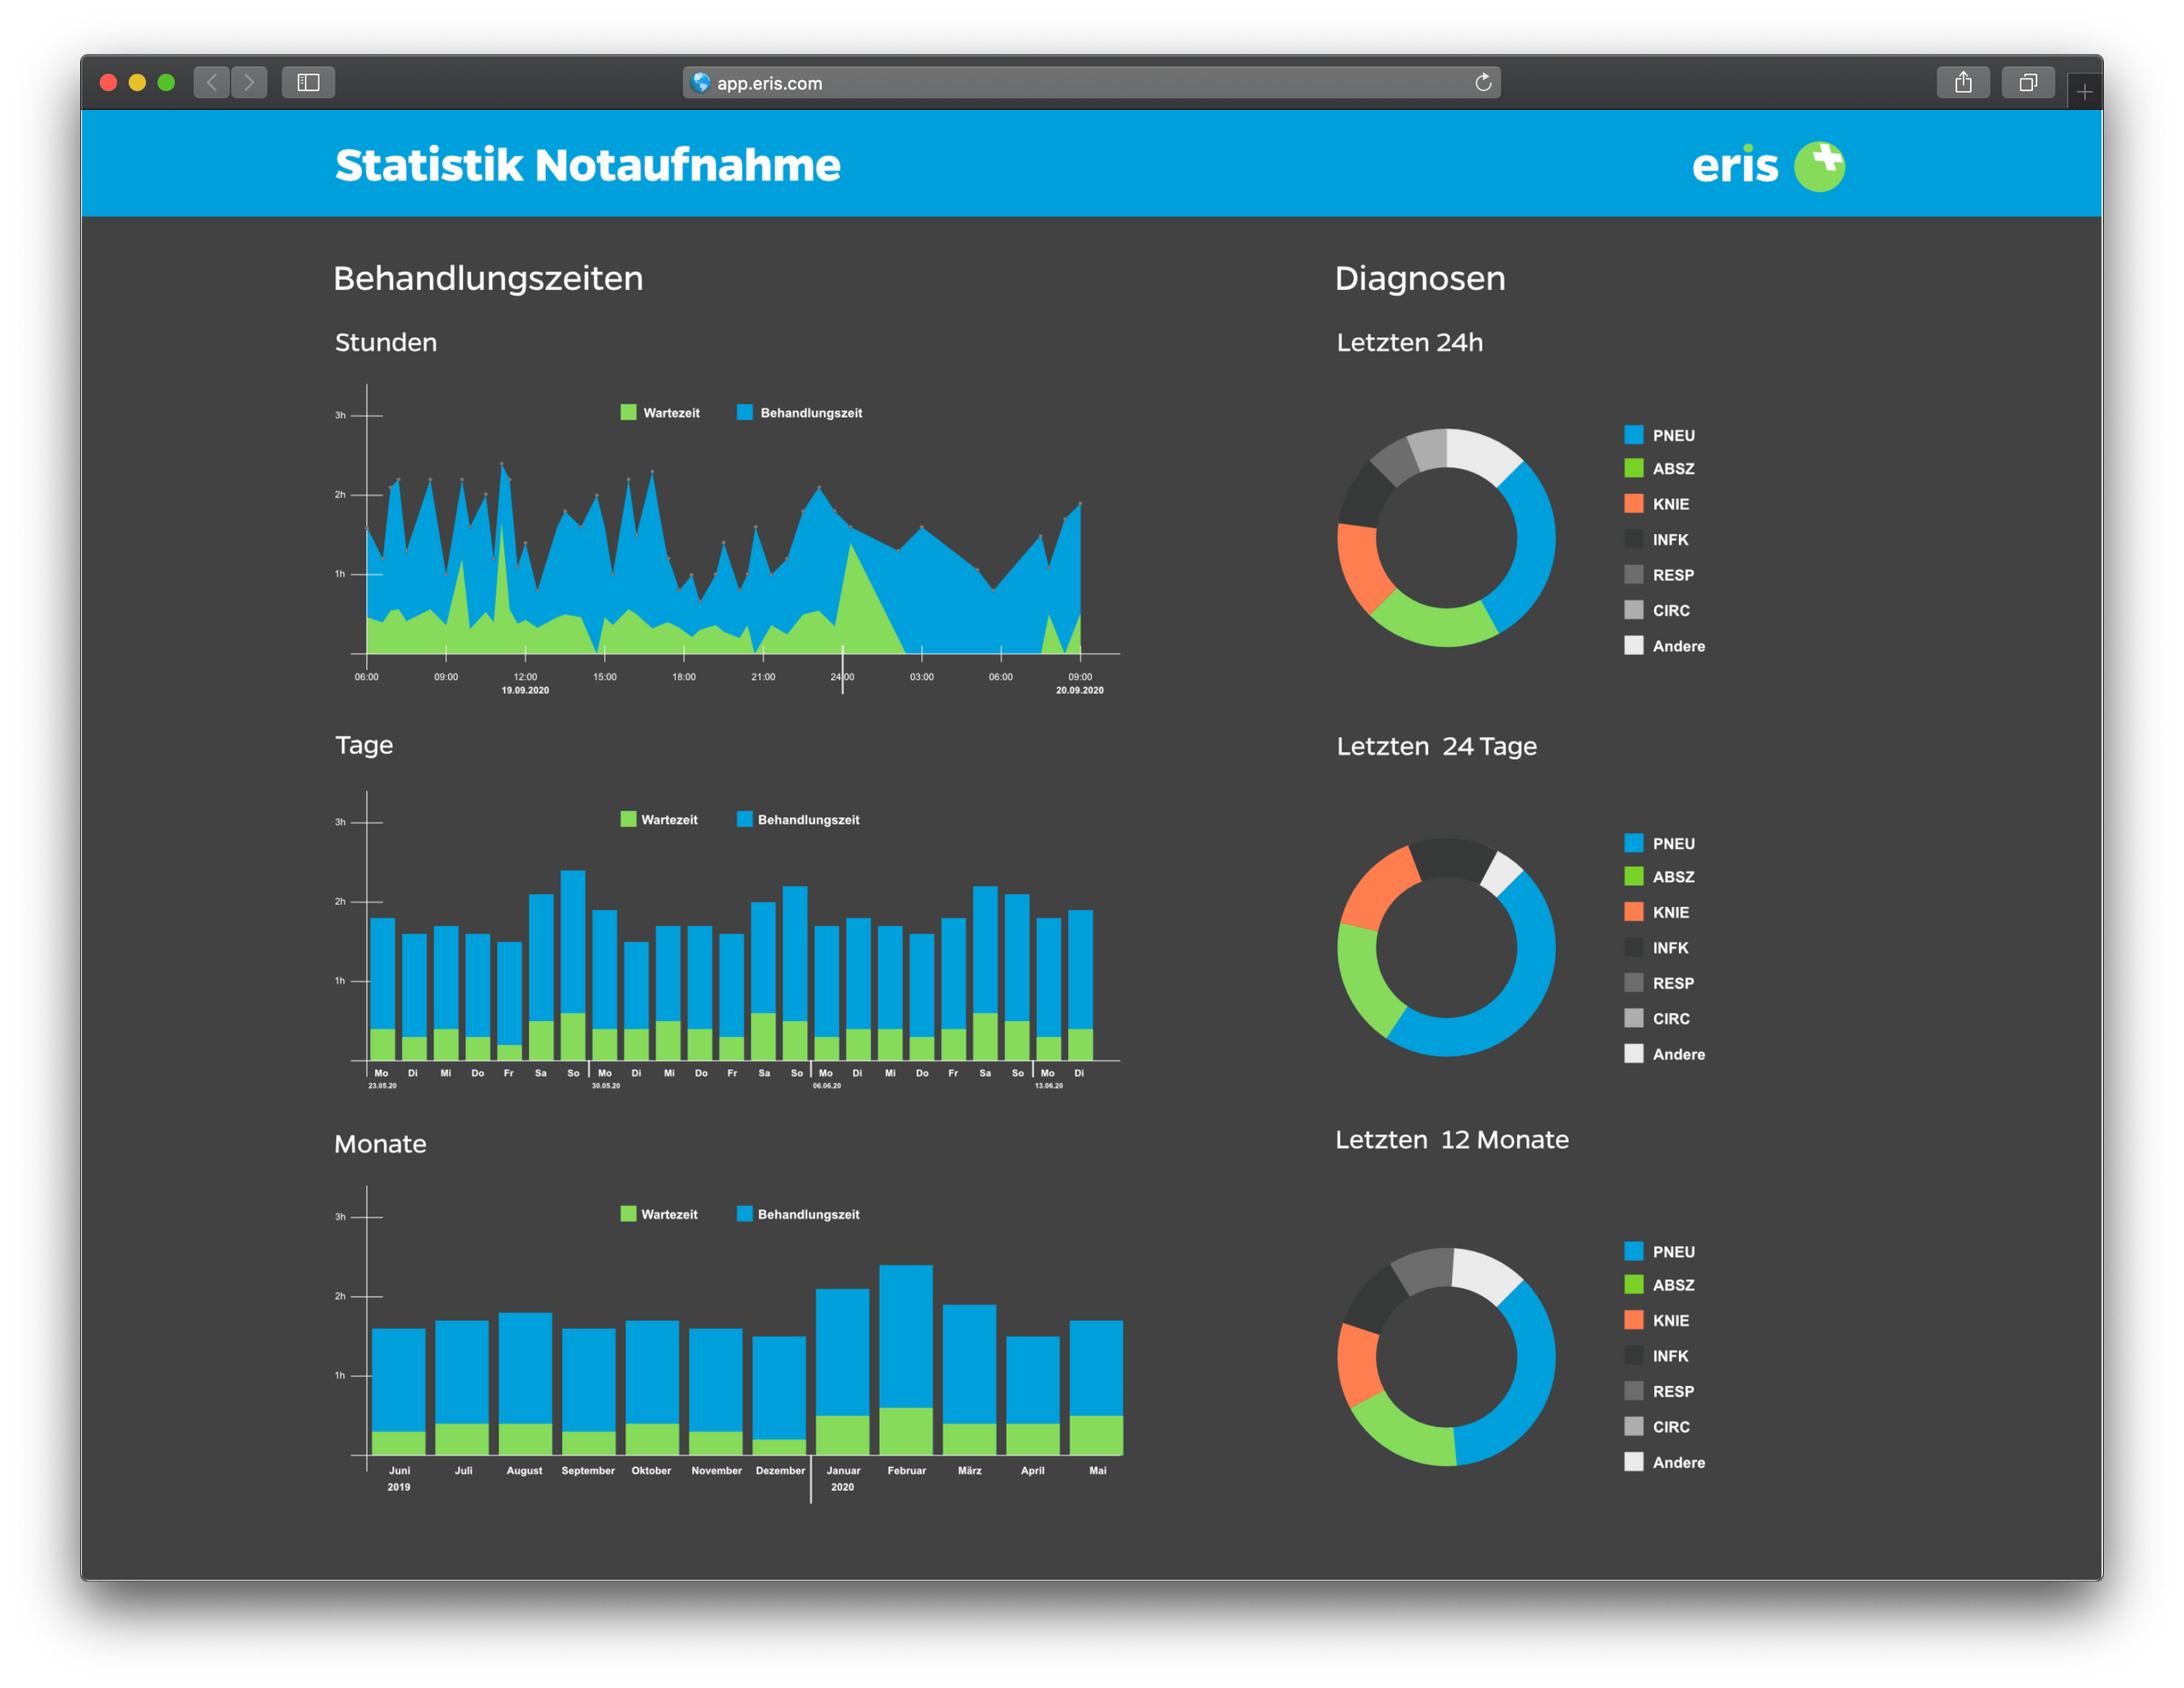 app.eris.com
Statistik Notaufnahme
eris
Behandlungszeiten
Stunden
Wartezeit Behandlungszeit
3h
2h
1h
06:00 09:00 12:00 15:00 18:00 21:00 24:00 03:00 06:00 09:00
19.09.2020 20.09.2020
Tage
Wartezeit Behandlungszeit
3h
2h
1h
Mo Di Mi Do Fr Sa So Mo Di Mi Do Fr Sa So Mo Di Mi Do Fr Sa So Mo Di
23.05.20 30.05.20 06.06.20 13.06.20
Monate
Wartezeit Behandlungszeit
3h
2h
1h
Juni Juli August September Oktober November Dezember Januar Februar März April Mai
2019 2020
Diagnosen
Letzten 24h
PNEU
ABSZ
KNIE
INFK
RESP
CIRC
Andere
Letzten 24 Tage
PNEU
ABSZ
KNIE
INFK
RESP
CIRC
Andere
Letzten 12 Monate
PNEU
ABSZ
KNIE
INFK
RESP
CIRC
Andere